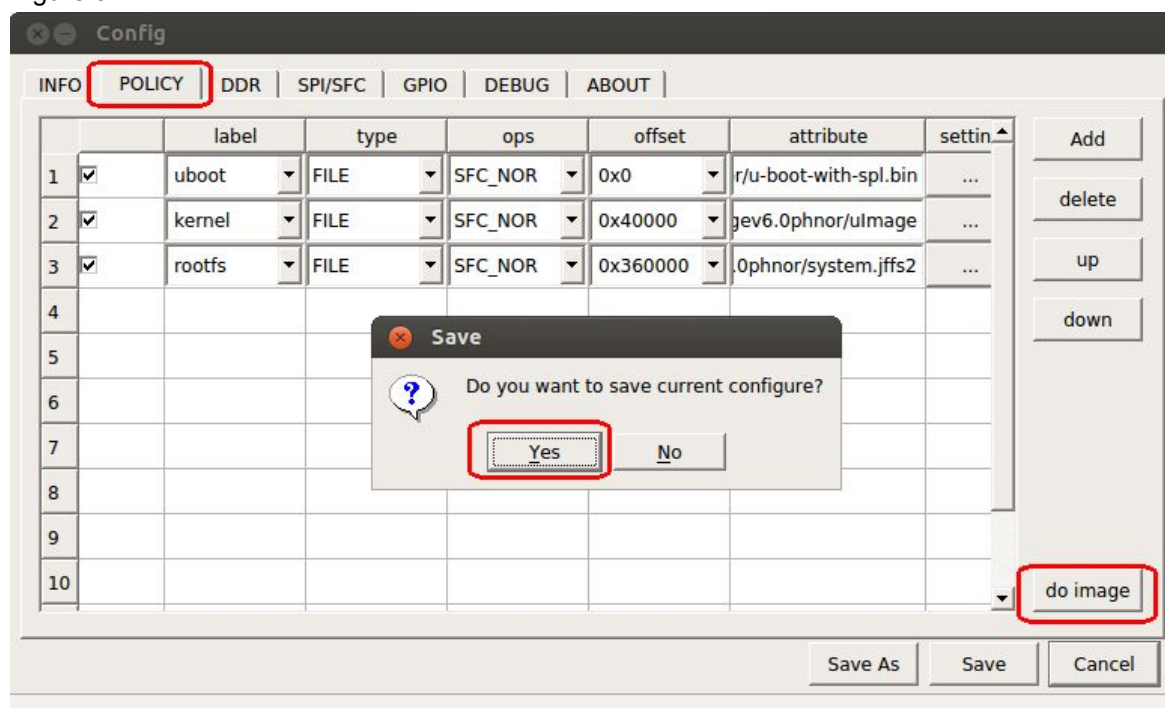 Config
INFO POLICY DDR SPI/SFC GPIO DEBUG ABOUT
label type ops offset attribute settin
Add
1 uboot FILE SFC_NOR 0x0 r/u-boot-with-spl.bin ...
delete
2 kernel FILE SFC_NOR 0x40000 gev6.0phnor/uImage ...
up
3 rootfs FILE SFC_NOR 0x360000 .0phnor/system.jffs2 ...
down
4
Save
5
Do you want to save current configure?
6
7
Yes No
8
9
10
do image
Save As Save Cancel